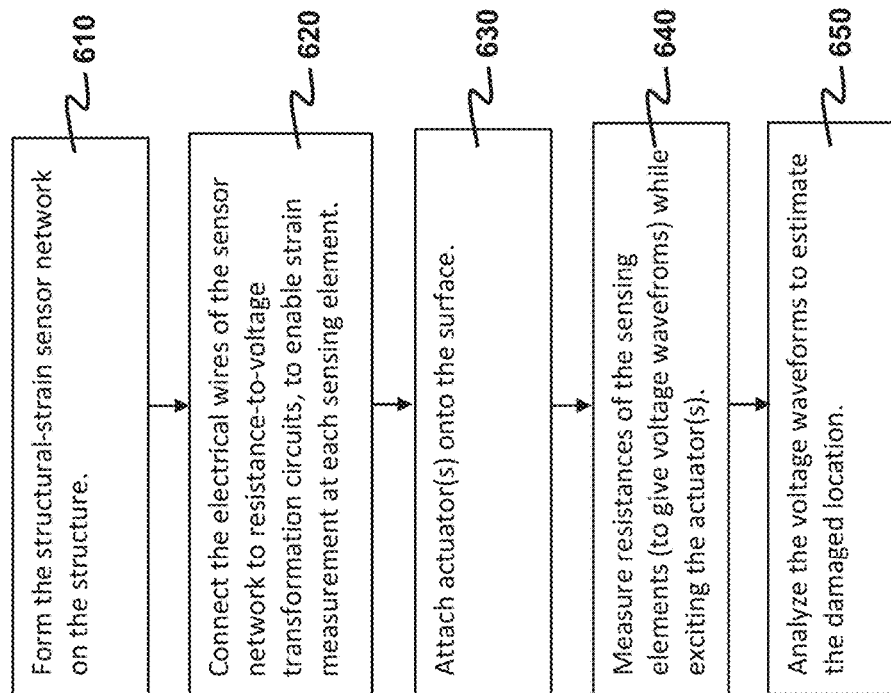 Form the structural-strain sensor network
on the structure.
610
Connect the electrical wires of the sensor
network to resistance-to-voltage
transformation circuits, to enable strain
measurement at each sensing element.
620
Attach actuator(s) onto the surface.
630
Measure resistances of the sensing
elements (to give voltage wavefroms) while
exciting the actuator(s).
640
Analyze the voltage waveforms to estimate
the damaged location.
650